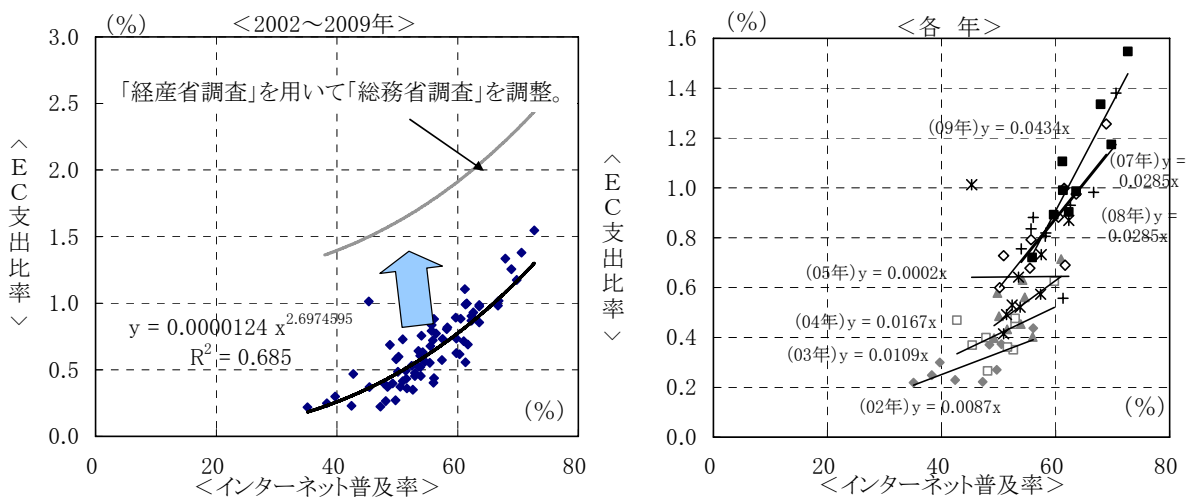 (%)
＜2002～2009年＞
3.0
2.5
2.0
1.5
1.0
0.5
0.0
＜EC支出比率＞
「経産省調査」を用いて「総務省調査」を調整。
y = 0.0000124 x^2.6974595
R² = 0.685
(%)
0 20 40 60 80
＜インターネット普及率＞
(%)
＜各 年＞
1.6
1.4
1.2
1.0
0.8
0.6
0.4
0.2
0.0
＜EC支出比率＞
(09年)y = 0.0434x
(07年)y =
0.0285x
(08年)y =
0.0285x
(05年)y = 0.0002x
(04年)y = 0.0167x
(03年)y = 0.0109x
(02年)y = 0.0087x
(%)
0 20 40 60 80
＜インターネット普及率＞